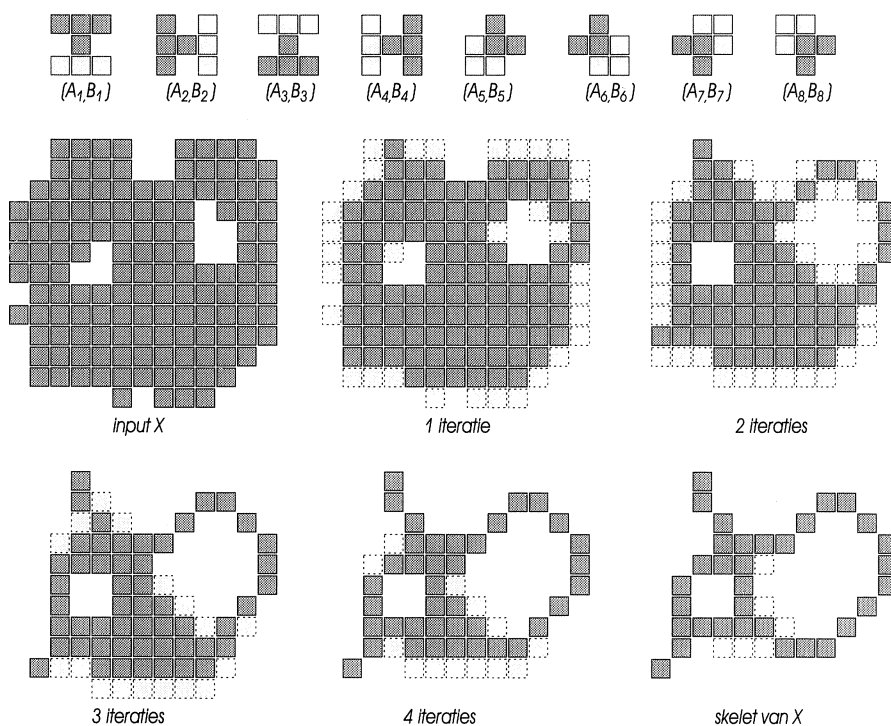 (A1,B1) (A2,B2) (A3,B3) (A4,B4) (A5,B5) (A6,B6) (A7,B7) (A8,B8)
input X 1 iteratie 2 iteraties
3 iteraties 4 iteraties skelet van X